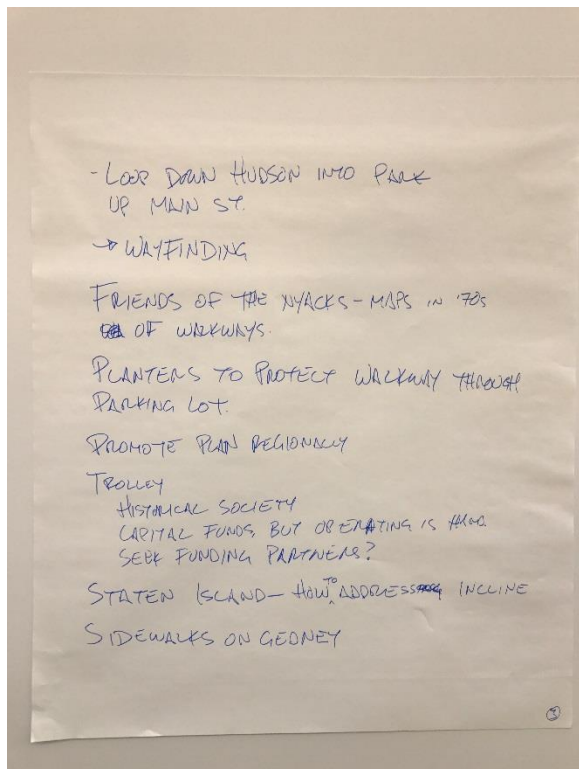 - LOOP DOWN HUDSON INTO PARK
UP MAIN ST.
→ WAYFINDING
FRIENDS OF THE NYACKS - MAPS IN '70s
OF WALKWAYS.
PLANTERS TO PROTECT WALKWAY THROUGH
PARKING LOT.
PROMOTE PLAN REGIONALLY
TROLLEY
HISTORICAL SOCIETY
CAPITAL FUNDS, BUT OPERATING IS HARD.
SEEK FUNDING PARTNERS?
STATEN ISLAND - HOW TO ADDRESS INCLINE
SIDEWALKS ON GEDNEY
3